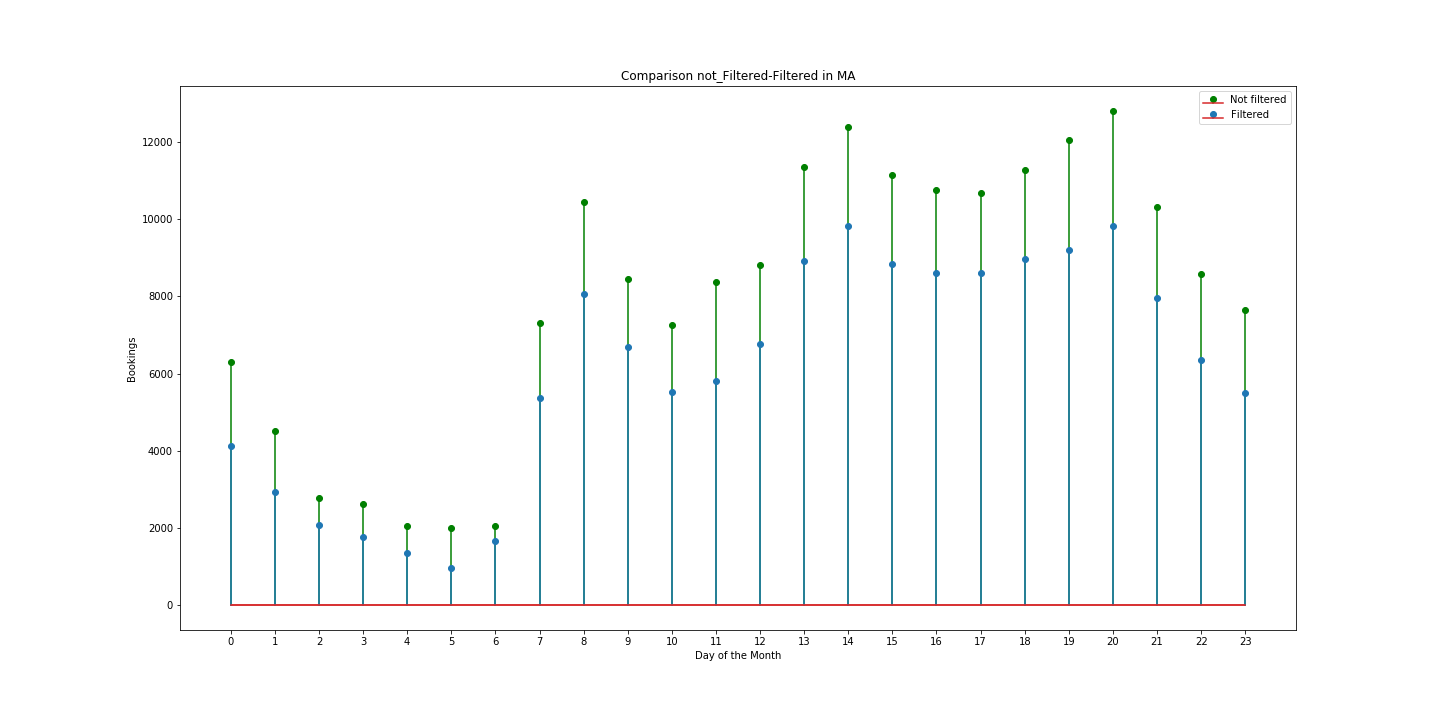 Comparison not_Filtered-Filtered in MA
Not filtered
Filtered
12000
10000
8000
6000
4000
2000
0
Bookings
0 1 2 3 4 5 6 7 8 9 10 11 12 13 14 15 16 17 18 19 20 21 22 23
Day of the Month